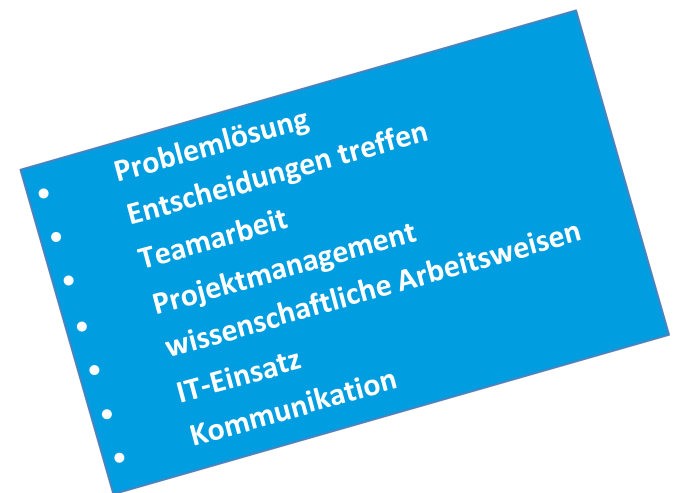 • Problemlösung
• Entscheidungen treffen
• Teamarbeit
• Projektmanagement
• wissenschaftliche Arbeitsweisen
• IT-Einsatz
• Kommunikation